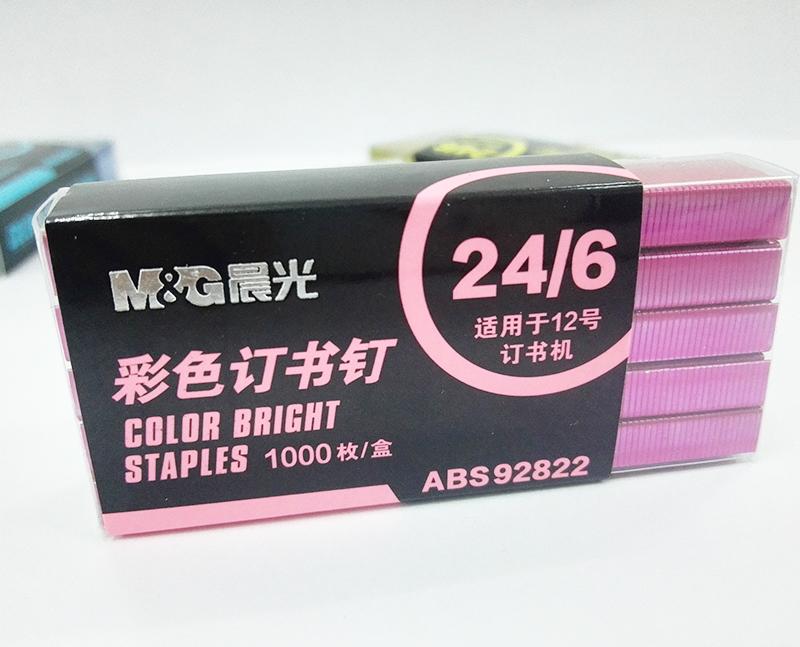 M&G晨光
24/6
适用于12号
订书机
彩色订书钉
COLOR BRIGHT
STAPLES 1000枚/盒
ABS92822